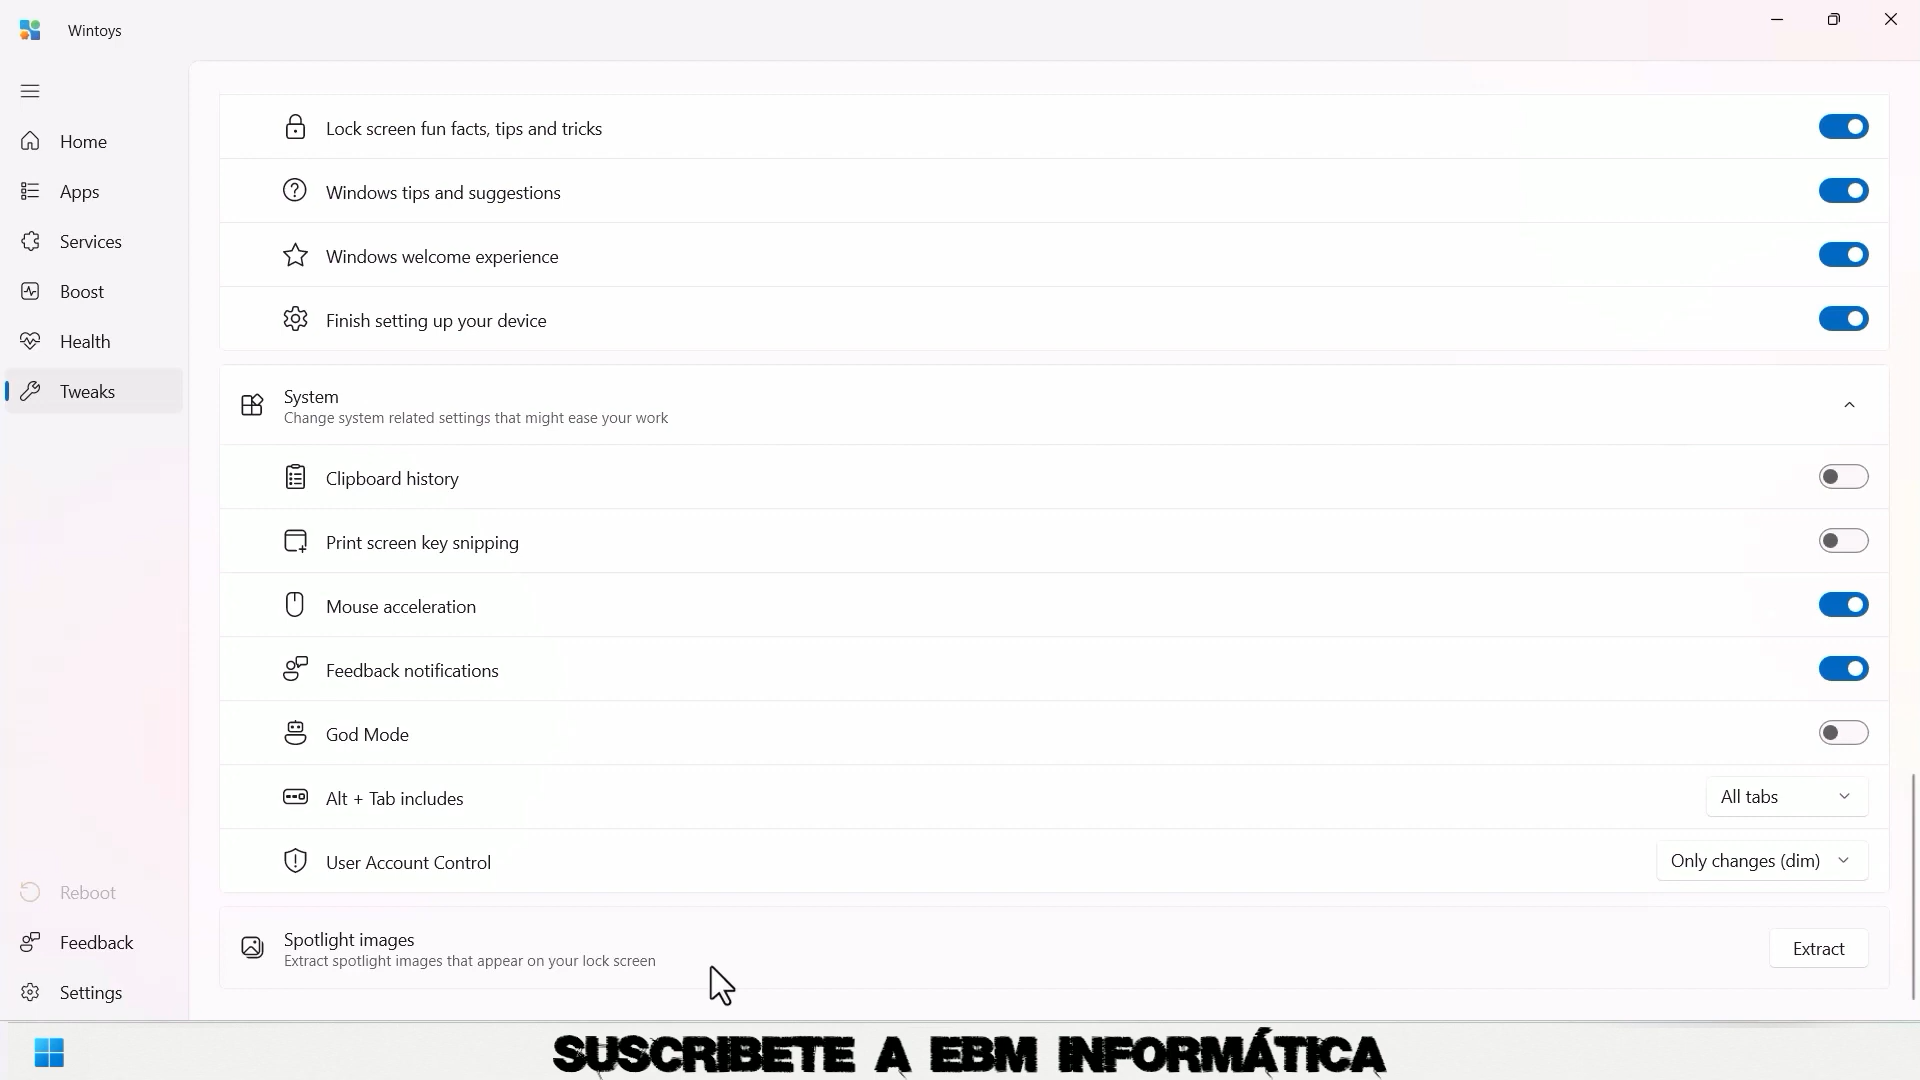 Wintoys
Home
Apps
Services
Boost
Health
Tweaks
Reboot
Feedback
Settings
Lock screen fun facts, tips and tricks
Windows tips and suggestions
Windows welcome experience
Finish setting up your device
System
Change system related settings that might ease your work
Clipboard history
Print screen key snipping
Mouse acceleration
Feedback notifications
God Mode
Alt + Tab includes
All tabs
User Account Control
Only changes (dim)
Spotlight images
Extract spotlight images that appear on your lock screen
Extract
SUSCRIBETE A EBM INFORMÁTICA